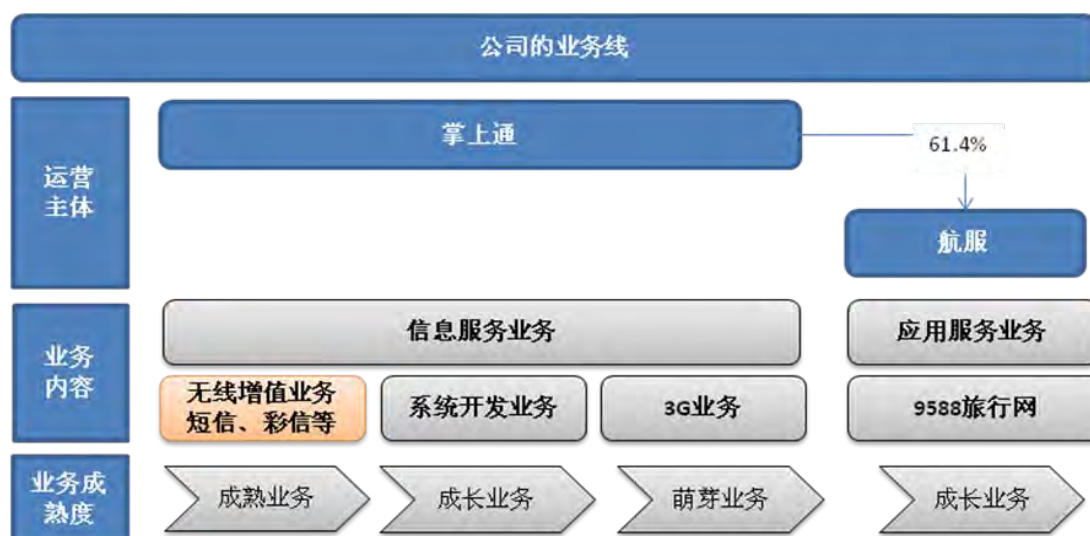 公司的业务线
运营
主体
掌上通
61.4%
航服
业务
内容
信息服务业务
应用服务业务
无线增值业务
短信、彩信等
系统开发业务
3G业务
9588旅行网
业务成
熟度
成熟业务
成长业务
萌芽业务
成长业务